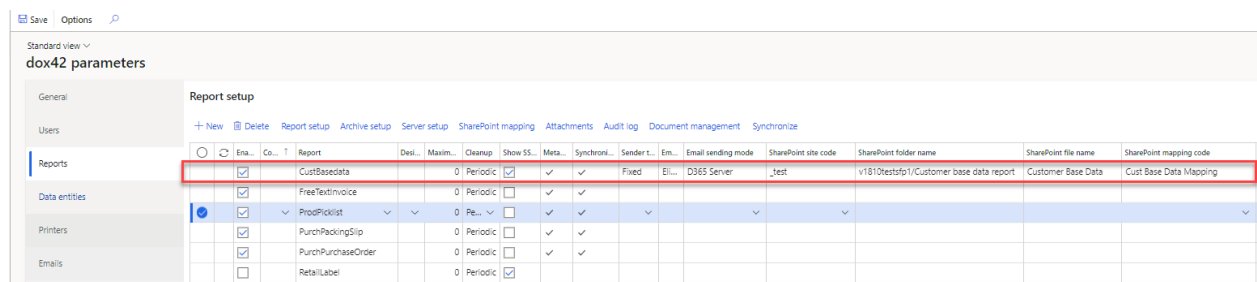 Save Options
Standard view
dox42 parameters
General
Users
Reports
Data entities
Printers
Emails
Report setup
+ New Delete Report setup Archive setup Server setup SharePoint mapping Attachments Audit log Document management Synchronize
Ena... Co... ↑ Report Desi... Maxim... Cleanup Show SS... Meta... Synchroni... Sender t... Em... Email sending mode SharePoint site code SharePoint folder name SharePoint file name SharePoint mapping code
CustBasedata 0 Periodic Fixed Eli... D365 Server _test v1810testsfp1/Customer base data report Customer Base Data Cust Base Data Mapping
FreeTextInvoice 0 Periodic
ProdPicklist 0 Pe...
PurchPackingSlip 0 Periodic
PurchPurchaseOrder 0 Periodic
RetailLabel 0 Periodic